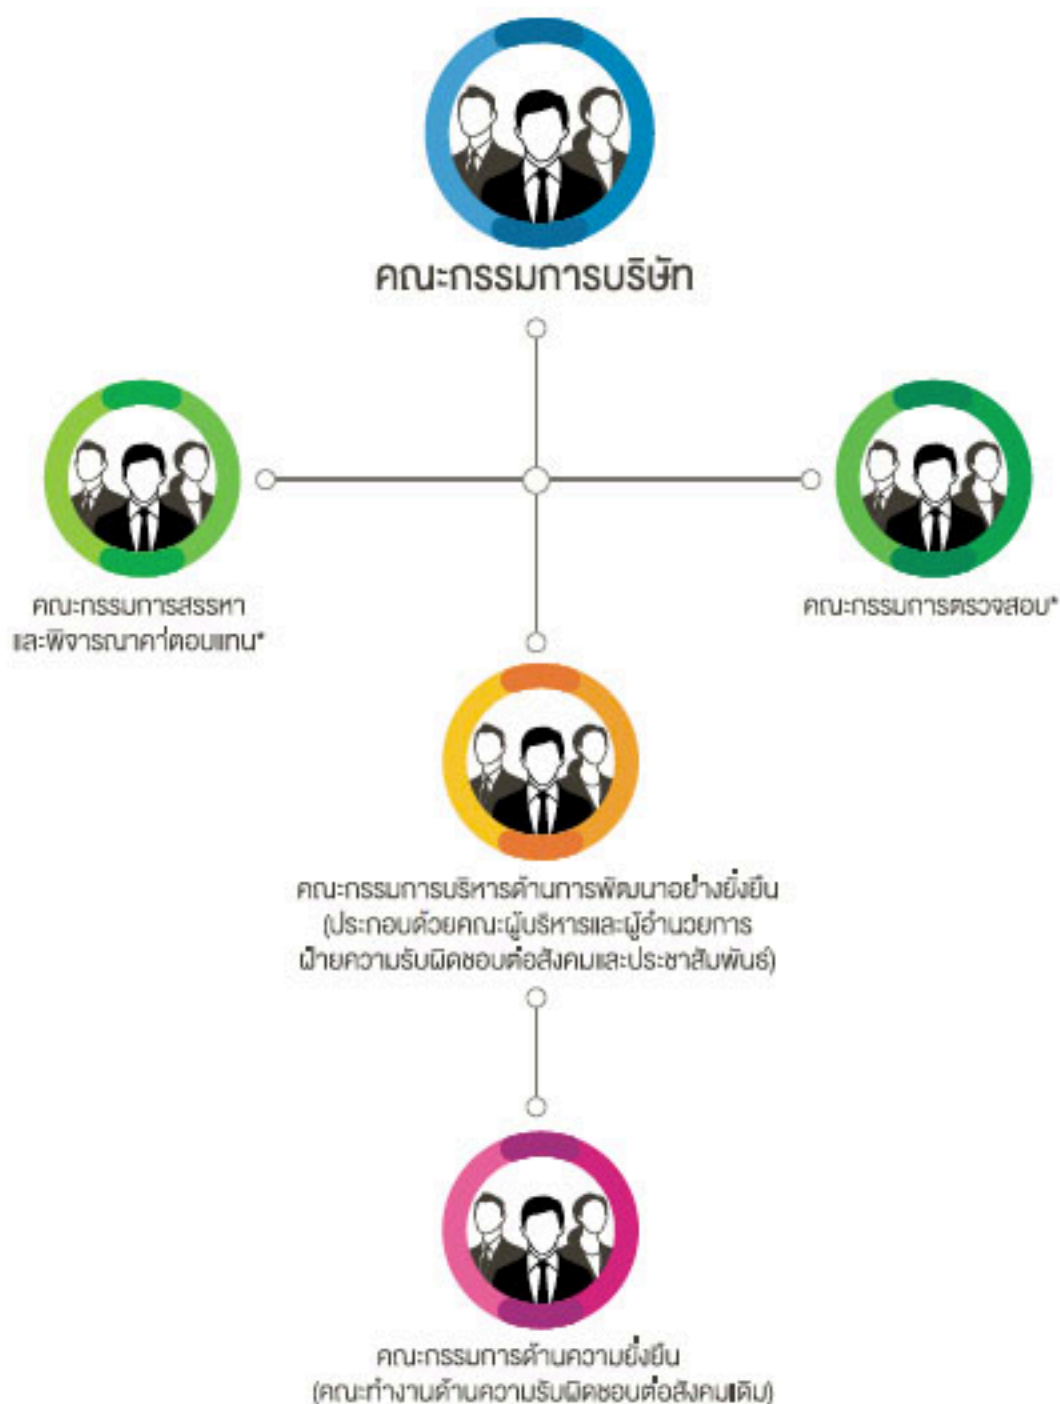 คณะกรรมการบริษัท
คณะกรรมการสรรหา
และพิจารณาค่าตอบแทน*
คณะกรรมการตรวจสอบ*
คณะกรรมการบริหารด้านการพัฒนาอย่างยั่งยืน
(ประกอบด้วยคณะผู้บริหารและผู้อำนวยการ
ฝ่ายความรับผิดชอบต่อสังคมและประชาสัมพันธ์)
คณะกรรมการด้านความยั่งยืน
(คณะทำงานด้านความรับผิดชอบต่อสังคมเดิม)